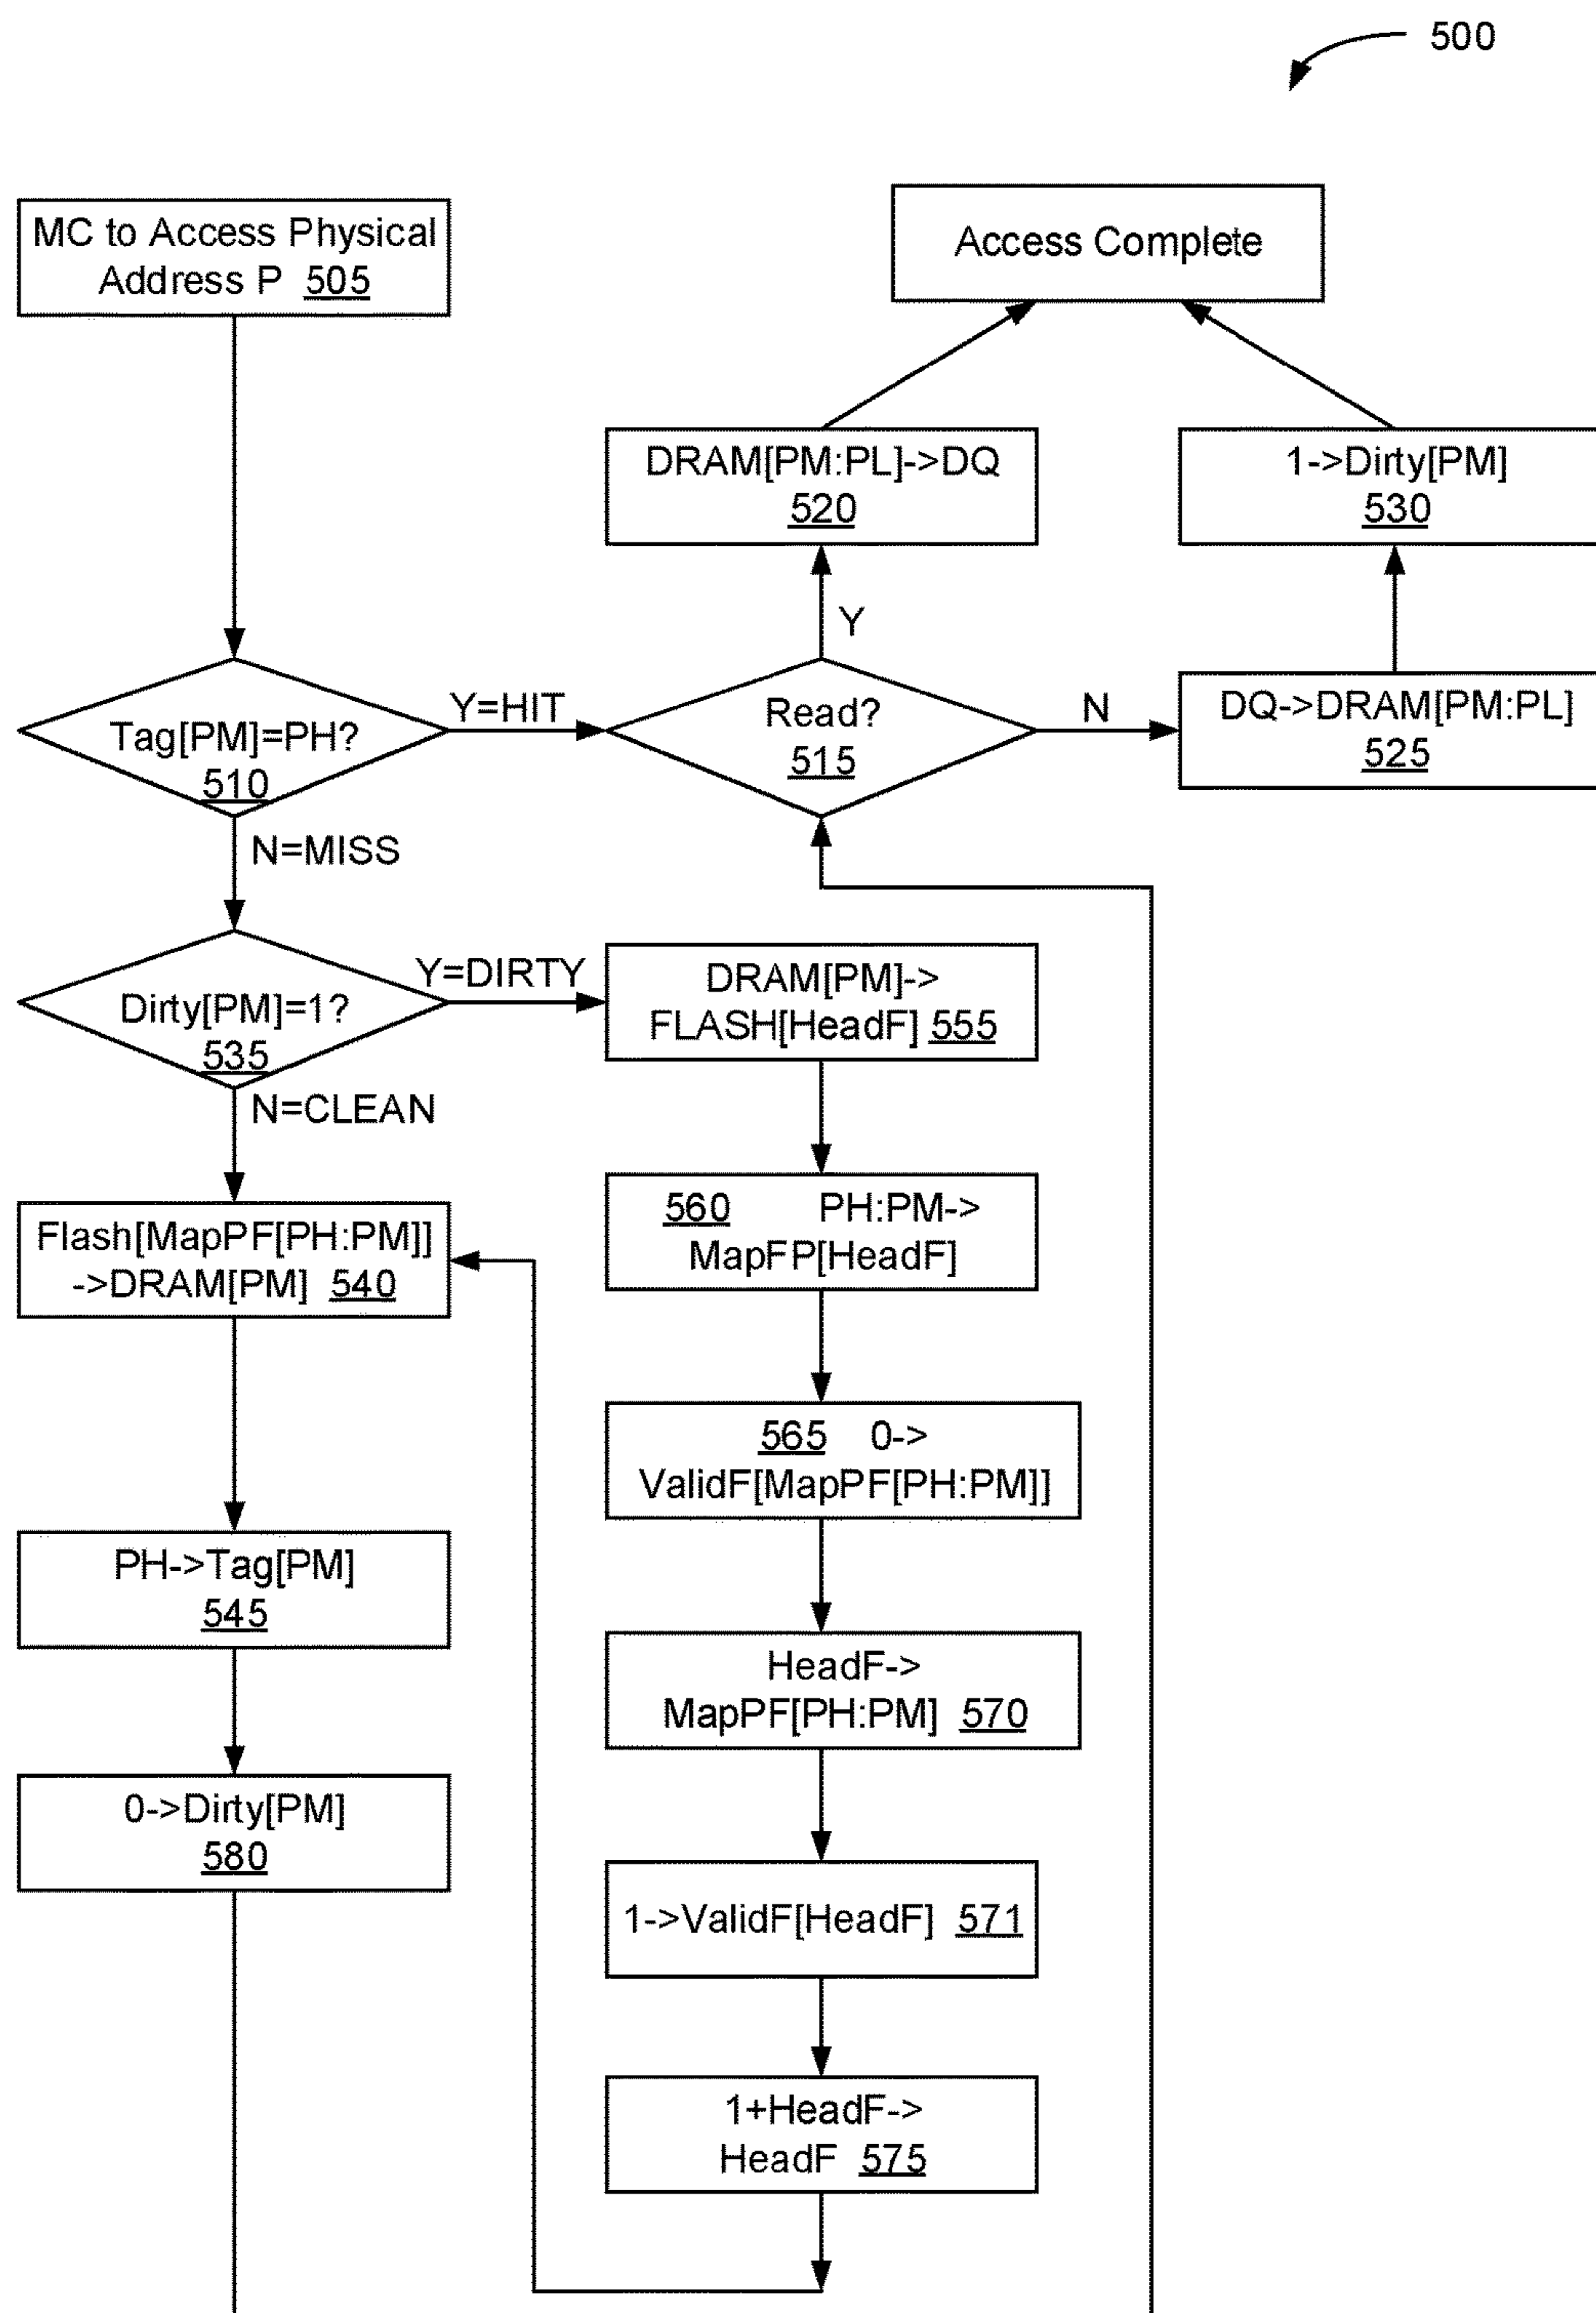 500
MC to Access Physical
Address P 505
Access Complete
DRAM[PM:PL]->DQ
520
1->Dirty[PM]
530
Y
Tag[PM]=PH?
510
Y=HIT
Read?
515
N
DQ->DRAM[PM:PL]
525
N=MISS
Dirty[PM]=1?
535
Y=DIRTY
DRAM[PM]->
FLASH[HeadF] 555
N=CLEAN
Flash[MapPF[PH:PM]]
->DRAM[PM] 540
560 PH:PM->
MapFP[HeadF]
565 0->
ValidF[MapPF[PH:PM]]
PH->Tag[PM]
545
HeadF->
MapPF[PH:PM] 570
0->Dirty[PM]
580
1->ValidF[HeadF] 571
1+HeadF->
HeadF 575